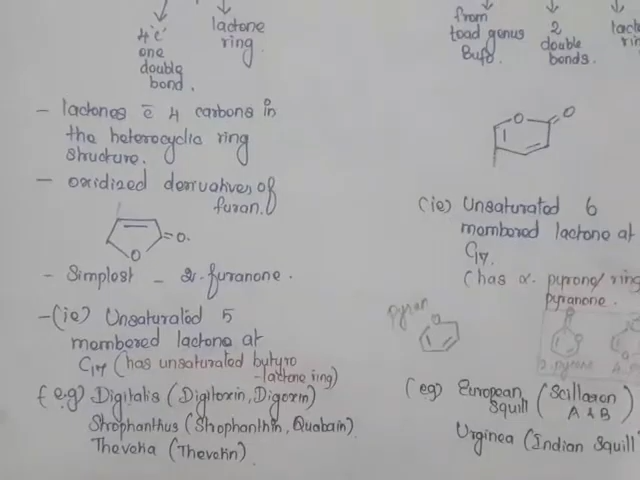 4'c'
one
double
bond.
lactone
ring.
- lactones c̄ 4 carbons in
the heterocyclic ring
structure.
- oxidized derivatives of
furan.
O
=O.
- Simplest - 2-furanone.
-(ie) Unsaturated 5
membered lactone at
C17 (has unsaturated butyro
-lactone ring)
(e.g) Digitalis (Digitoxin, Digoxin)
Strophanthus (Strophanthin, Ouabain)
Thevetia (Thevetin)
from
toad genus
Bufo.
2
double
bonds.
O
O
(ie) Unsaturated 6
membered lactone at
C17.
(has α-pyrone/ring
pyranone.
pyran
O
2-pyrone
(eg) European
Squill (Scillaren
A & B
Urginea (Indian Squill